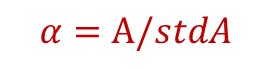 α = A/stdA